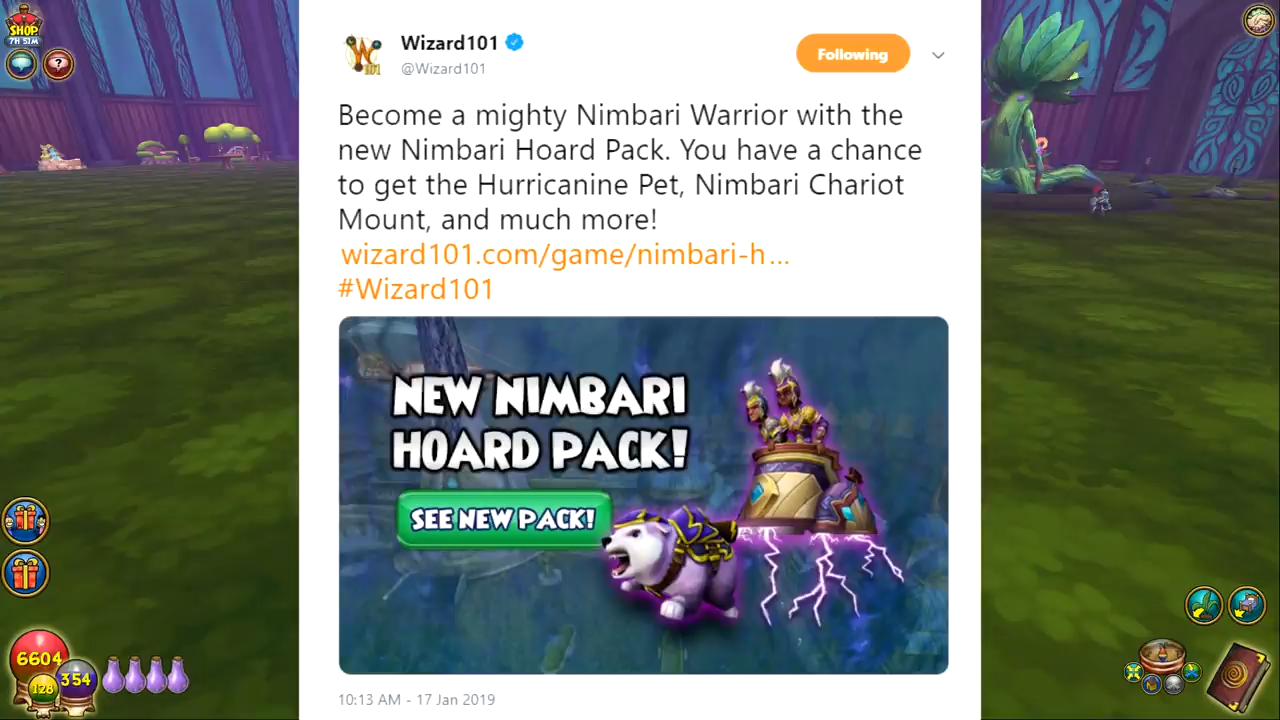 SHOP
7H 51M
Wizard101
@Wizard101
Following
Become a mighty Nimbari Warrior with the
new Nimbari Hoard Pack. You have a chance
to get the Hurricanine Pet, Nimbari Chariot
Mount, and much more!
wizard101.com/game/nimbari-h…
#Wizard101
NEW NIMBARI
HOARD PACK!
SEE NEW PACK!
6604
128
354
10:13 AM - 17 Jan 2019